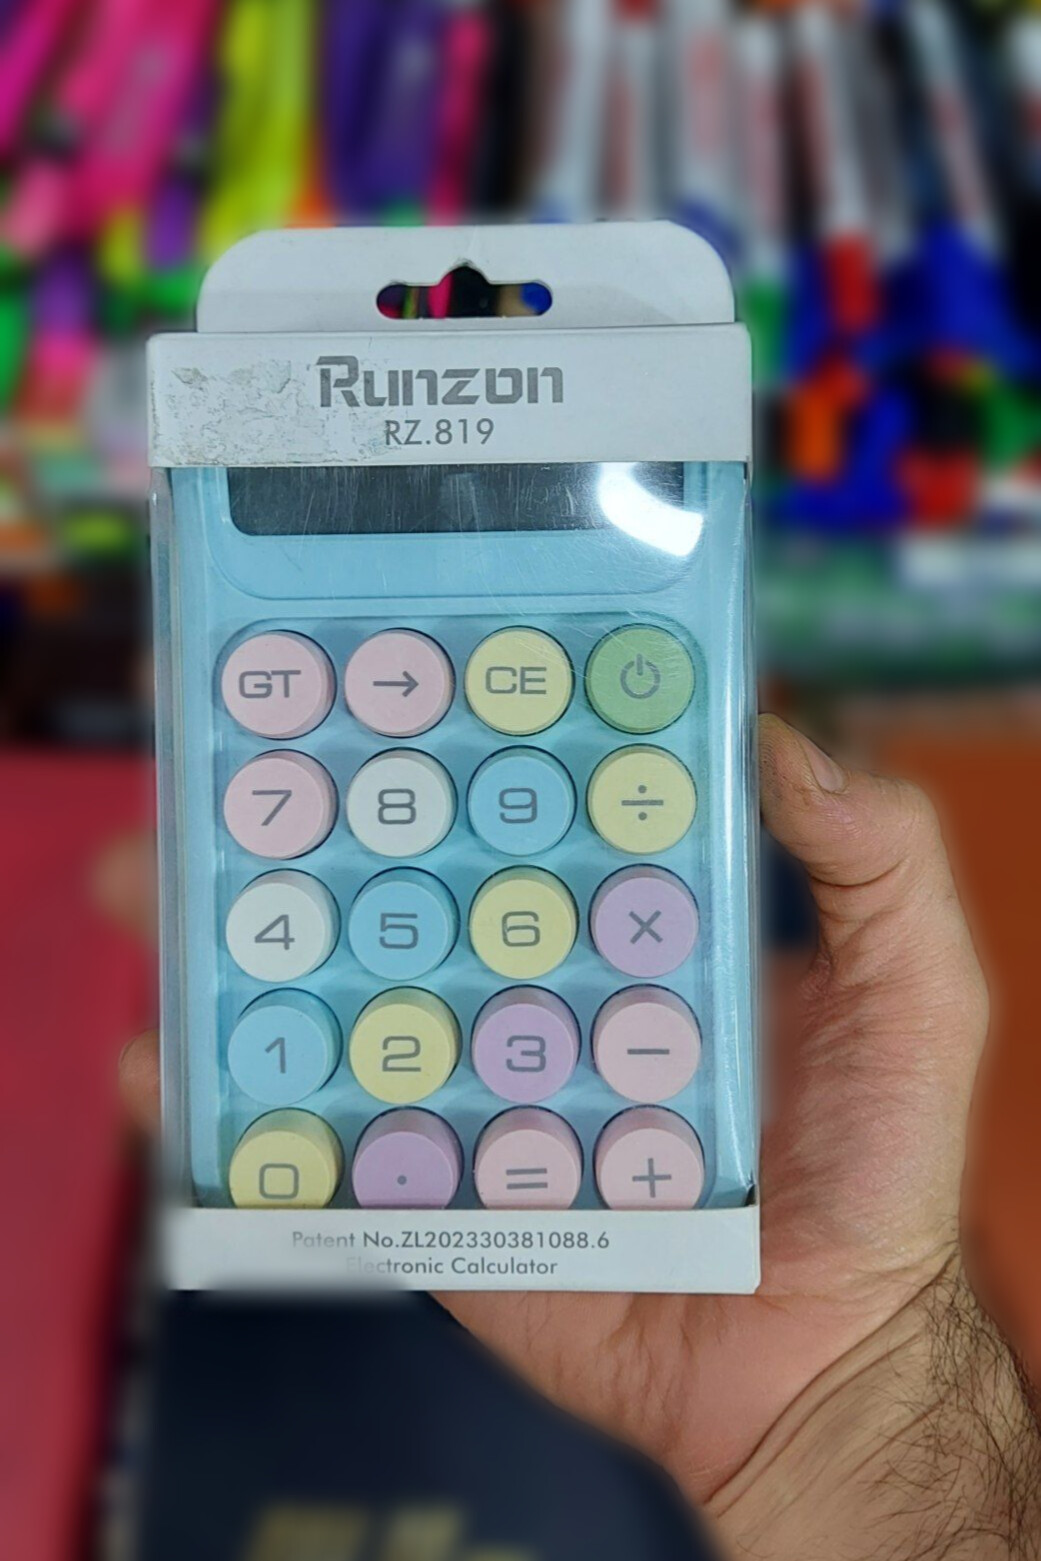 Runzon
RZ.819
GT → CE
7 8 9 ÷
4 5 6 ×
1 2 3 −
0 . = +
Patent No.ZL202330381088.6
Electronic Calculator